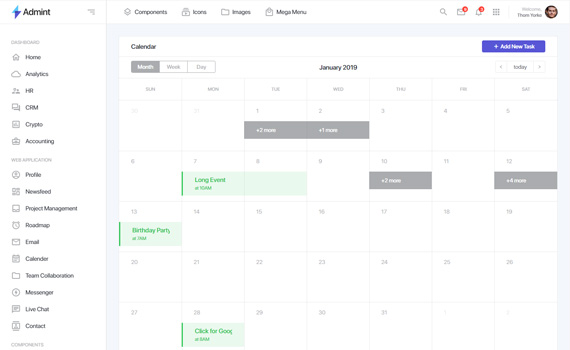 Admint
Components
Icons
Images
Mega Menu
Welcome,
Thom Yorke
DASHBOARD
Home
Analytics
HR
CRM
Crypto
Accounting
WEB APPLICATION
Profile
Newsfeed
Project Management
Roadmap
Email
Calender
Team Collaboration
Messenger
Live Chat
Contact
COMPONENTS
Calendar
+ Add New Task
Month Week Day
January 2019
< today >
SUN MON TUE WED THU FRI SAT
30 31 1 2 3 4 5
+2 more +1 more
6 7 8 9 10 11 12
Long Event
at 10AM
+2 more +4 more
13 14 15 16 17 18 19
Birthday Party
at 7AM
20 21 22 23 24 25 26
27 28 29 30 31 1 2
Click for Goog
at 8AM